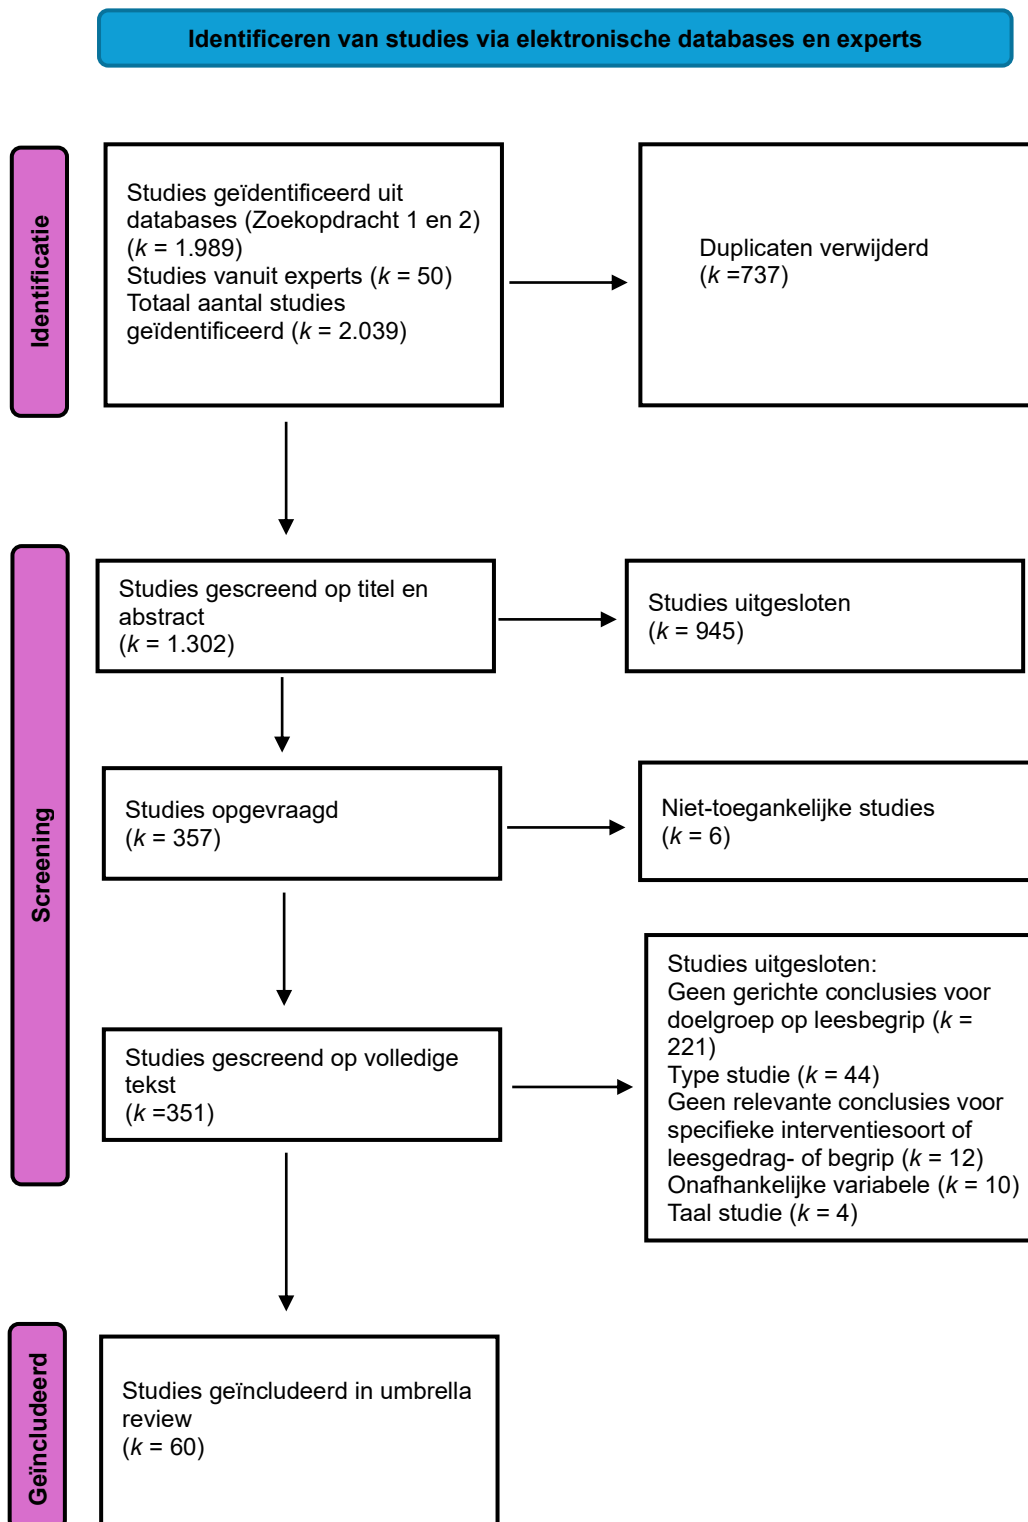 Identificeren van studies via elektronische databases en experts
Identificatie
Studies geïdentificeerd uit
databases (Zoekopdracht 1 en 2)
(k = 1.989)
Studies vanuit experts (k = 50)
Totaal aantal studies
geïdentificeerd (k = 2.039)
Duplicaten verwijderd
(k =737)
Screening
Studies gescreend op titel en
abstract
(k = 1.302)
Studies uitgesloten
(k = 945)
Studies opgevraagd
(k = 357)
Niet-toegankelijke studies
(k = 6)
Studies gescreend op volledige
tekst
(k =351)
Studies uitgesloten:
Geen gerichte conclusies voor
doelgroep op leesbegrip (k =
221)
Type studie (k = 44)
Geen relevante conclusies voor
specifieke interventiesoort of
leesgedrag- of begrip (k = 12)
Onafhankelijke variabele (k = 10)
Taal studie (k = 4)
Geïncludeerd
Studies geïncludeerd in umbrella
review
(k = 60)